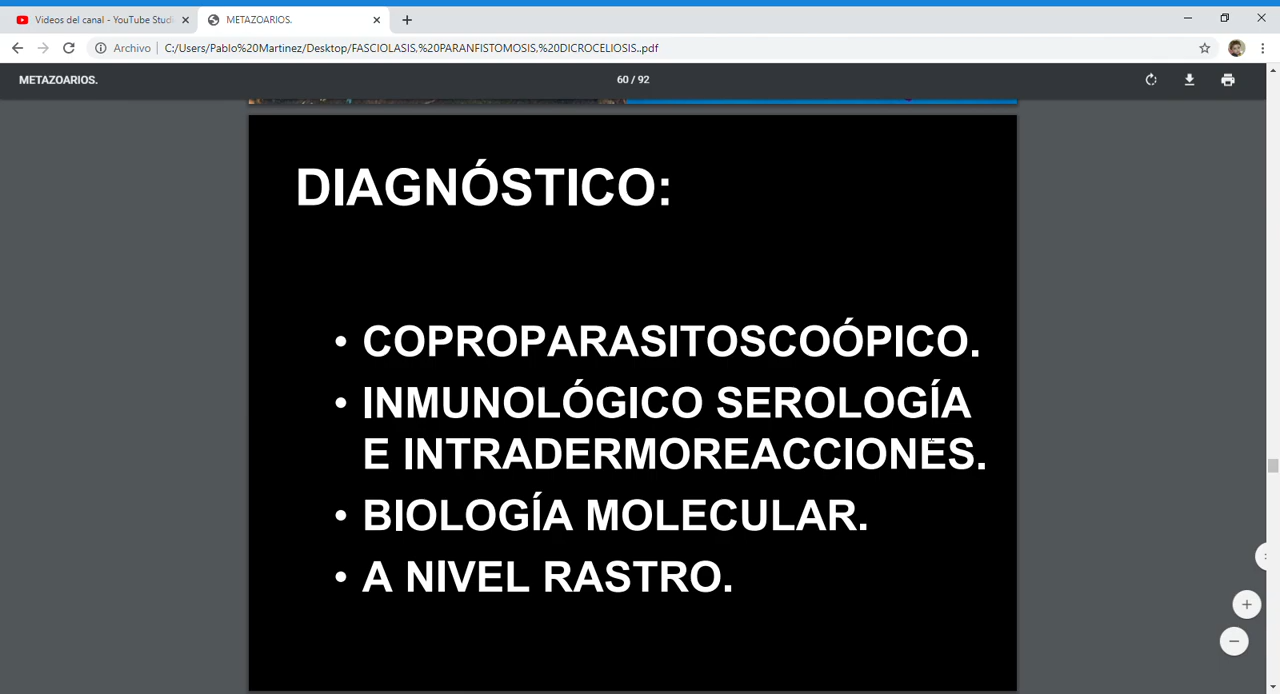 Videos del canal - YouTube Studi
METAZOARIOS.
Archivo C:/Users/Pablo%20Martinez/Desktop/FASCIOLASIS,%20PARANFISTOMOSIS,%20DICROCELIOSIS..pdf
METAZOARIOS.
60 / 92
DIAGNÓSTICO:
• COPROPARASITOSCOÓPICO.
• INMUNOLÓGICO SEROLOGÍA
E INTRADERMOREACCIONES.
• BIOLOGÍA MOLECULAR.
• A NIVEL RASTRO.